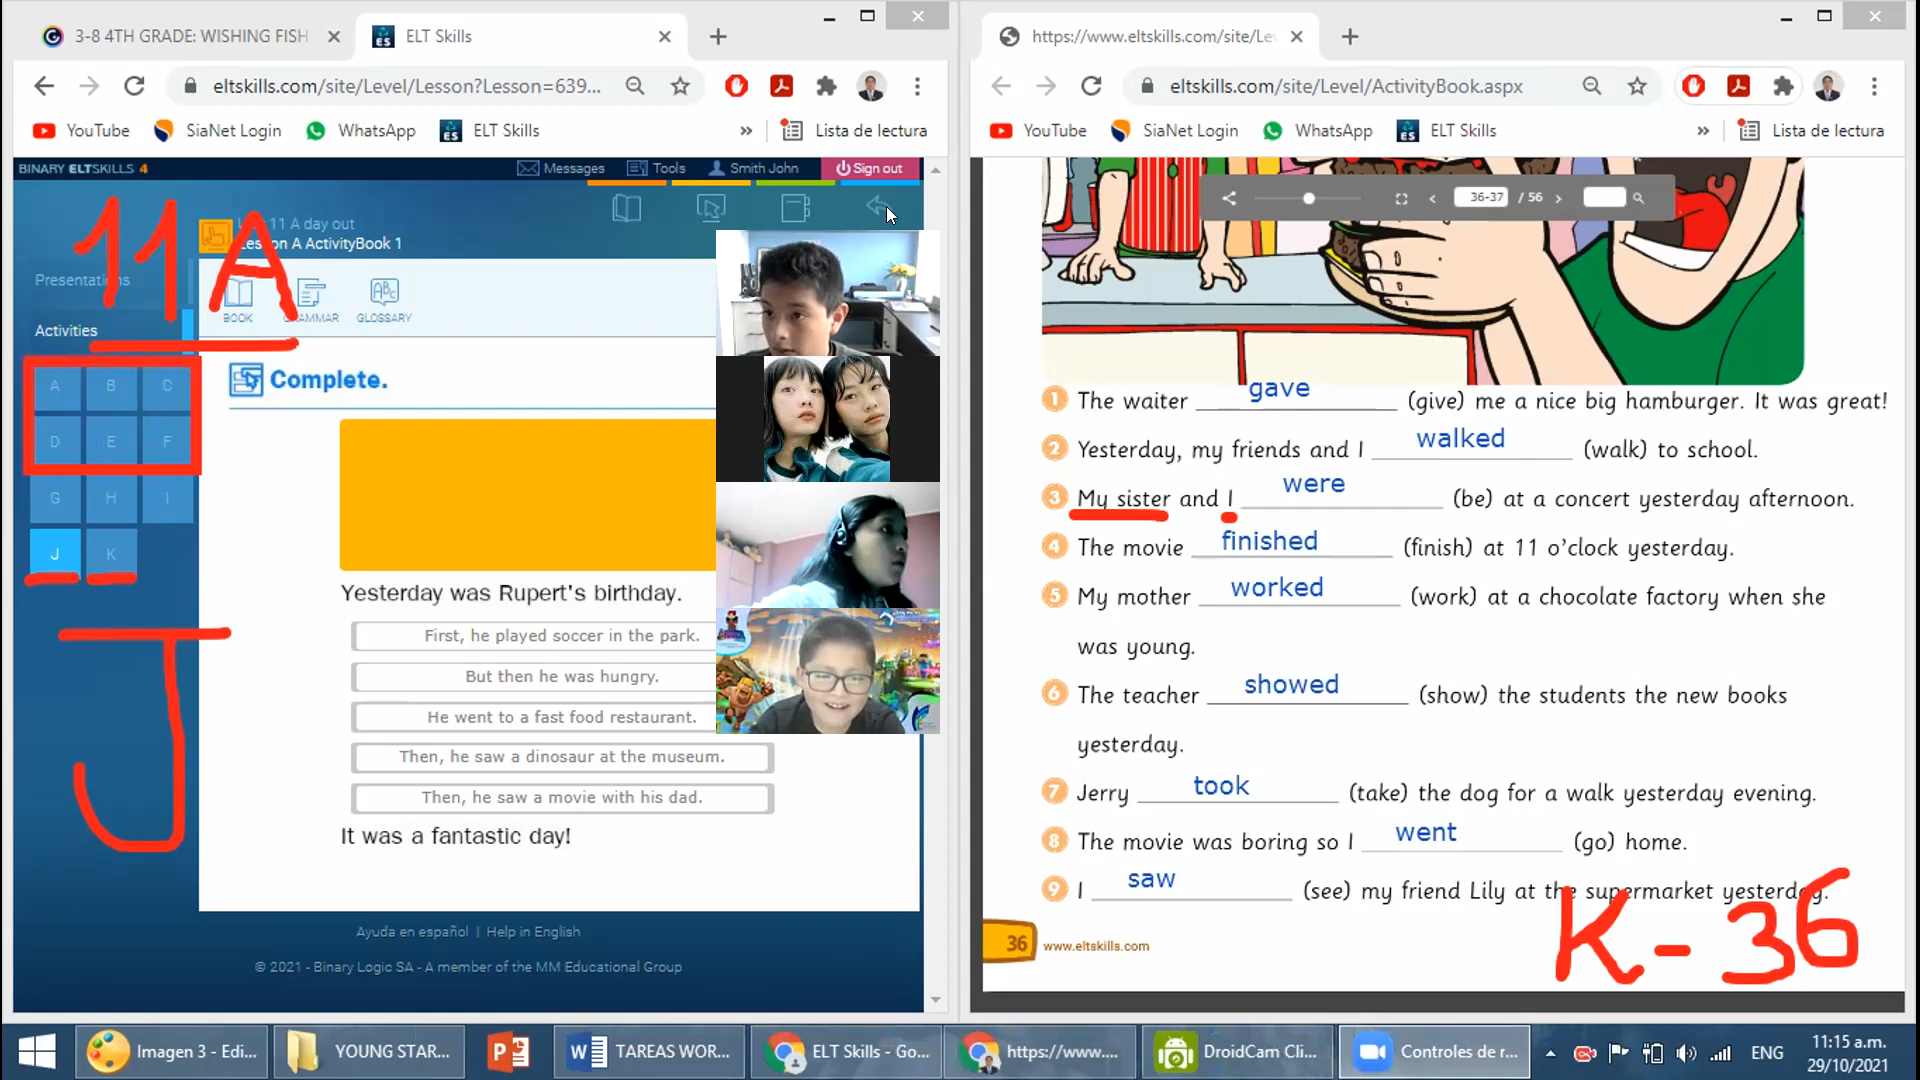 3-8 4TH GRADE: WISHING FISH
ELT Skills
eltskills.com/site/Level/Lesson?Lesson=639...
YouTube
SiaNet Login
WhatsApp
ELT Skills
»
Lista de lectura
BINARY ELTSKILLS 4
Messages
Tools
Smith John
Sign out
11 A day out
Lesson A ActivityBook 1
11A
Presentations
Activities
BOOK
GRAMMAR
GLOSSARY
A B C
D E F
G H I
J K
J
Complete.
Yesterday was Rupert's birthday.
First, he played soccer in the park.
But then he was hungry.
He went to a fast food restaurant.
Then, he saw a dinosaur at the museum.
Then, he saw a movie with his dad.
It was a fantastic day!
Ayuda en español | Help in English
© 2021 - Binary Logic SA - A member of the MM Educational Group
https://www.eltskills.com/site/Le
eltskills.com/site/Level/ActivityBook.aspx
YouTube
SiaNet Login
WhatsApp
ELT Skills
»
Lista de lectura
36-37 / 56
1 The waiter gave (give) me a nice big hamburger. It was great!
2 Yesterday, my friends and I walked (walk) to school.
3 My sister and I were (be) at a concert yesterday afternoon.
4 The movie finished (finish) at 11 o'clock yesterday.
5 My mother worked (work) at a chocolate factory when she
was young.
6 The teacher showed (show) the students the new books
yesterday.
7 Jerry took (take) the dog for a walk yesterday evening.
8 The movie was boring so I went (go) home.
9 I saw (see) my friend Lily at the supermarket yesterday.
K - 36
36
www.eltskills.com
Imagen 3 - Edi...
YOUNG STAR...
TAREAS WOR...
ELT Skills - Go...
https://www....
DroidCam Cli...
Controles de r...
ENG
11:15 a.m.
29/10/2021